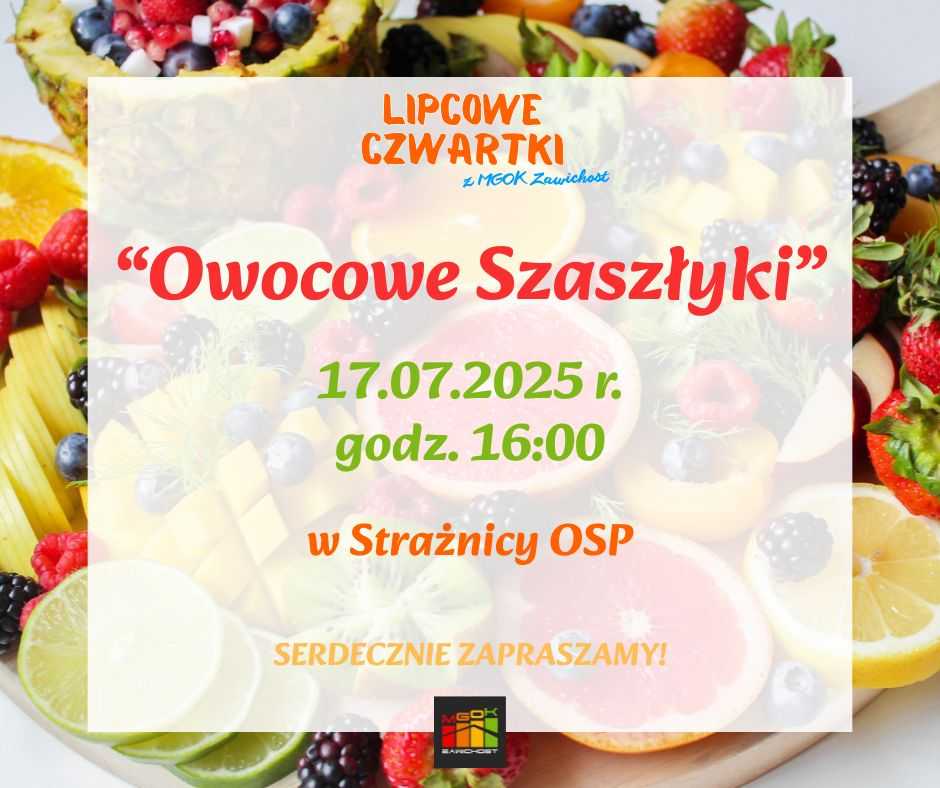 LIPCOWE
CZWARTKI
z MGOK Zawichost
“Owocowe Szaszłyki”
17.07.2025 r.
godz. 16:00
w Strażnicy OSP
SERDECZNIE ZAPRASZAMY!
MGOK
ZAWICHOST